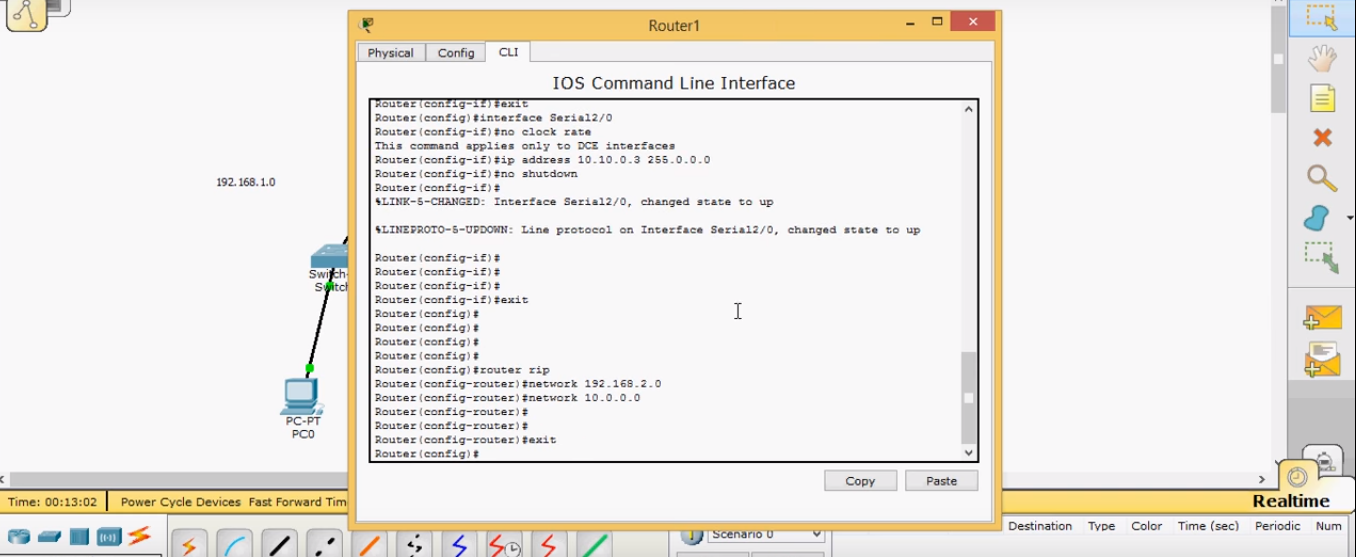 Router1
Physical
Config
CLI
IOS Command Line Interface
Router(config-if)#exit
Router(config)#interface Serial2/0
Router(config-if)#no clock rate
This command applies only to DCE interfaces
Router(config-if)#ip address 10.10.0.3 255.0.0.0
Router(config-if)#no shutdown
Router(config-if)#
%LINK-5-CHANGED: Interface Serial2/0, changed state to up
%LINEPROTO-5-UPDOWN: Line protocol on Interface Serial2/0, changed state to up
Router(config-if)#
Router(config-if)#
Router(config-if)#
Router(config-if)#exit
Router(config)#
Router(config)#
Router(config)#
Router(config)#
Router(config)#router rip
Router(config-router)#network 192.168.2.0
Router(config-router)#network 10.0.0.0
Router(config-router)#
Router(config-router)#
Router(config-router)#exit
Router(config)#
Copy
Paste
192.168.1.0
Switch-
Switch
PC-PT
PC0
Time: 00:13:02
Power Cycle Devices Fast Forward Tim
Realtime
Scenario 0
Destination Type Color Time (sec) Periodic Num